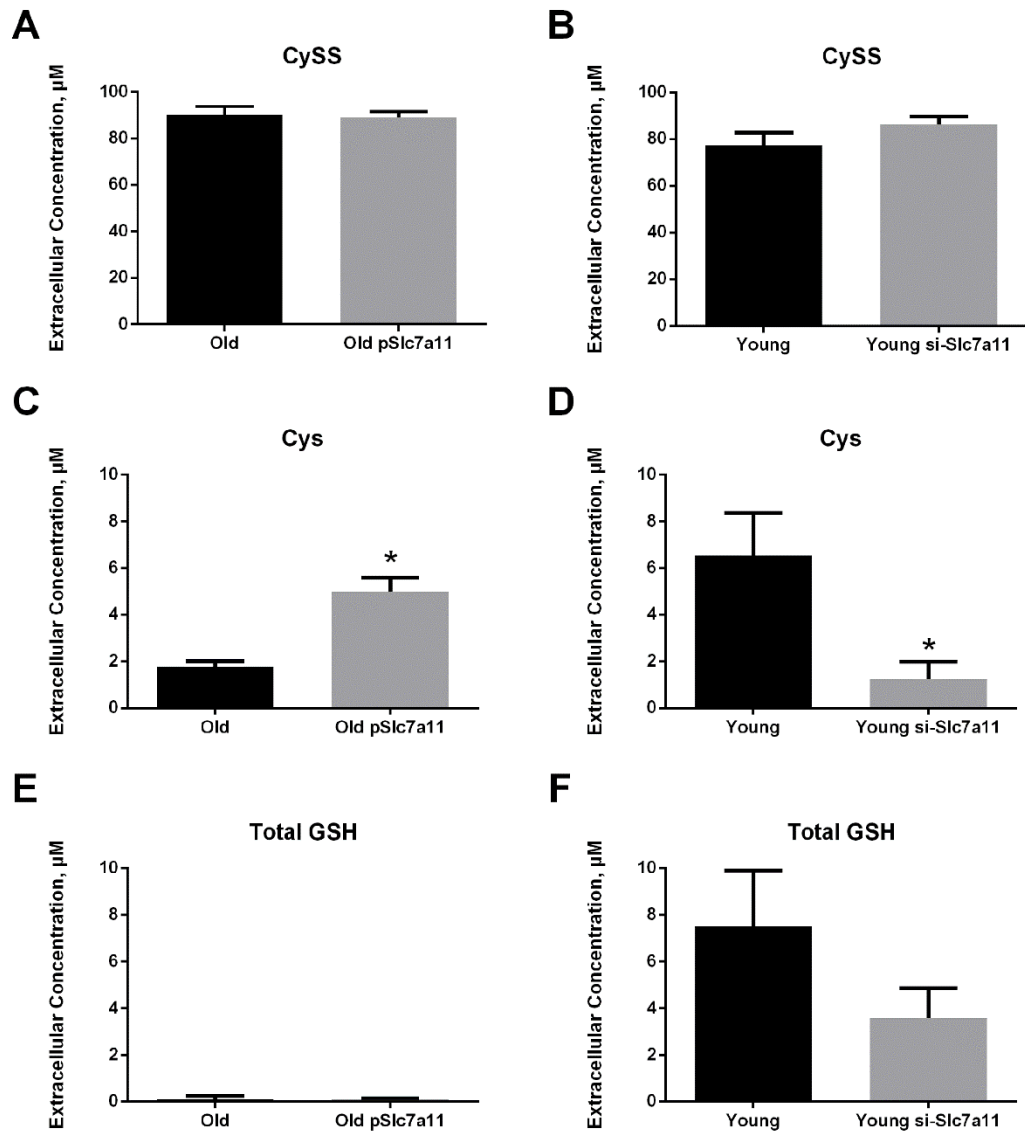 A
CySS
Extracellular Concentration, µM
100
80
60
40
20
0
Old
Old pSlc7a11
B
CySS
Extracellular Concentration, µM
100
80
60
40
20
0
Young
Young si-Slc7a11
C
Cys
Extracellular Concentration, µM
10
8
6
4
2
0
*
Old
Old pSlc7a11
D
Cys
Extracellular Concentration, µM
10
8
6
4
2
0
*
Young
Young si-Slc7a11
E
Total GSH
Extracellular Concentration, µM
10
8
6
4
2
0
Old
Old pSlc7a11
F
Total GSH
Extracellular Concentration, µM
10
8
6
4
2
0
Young
Young si-Slc7a11